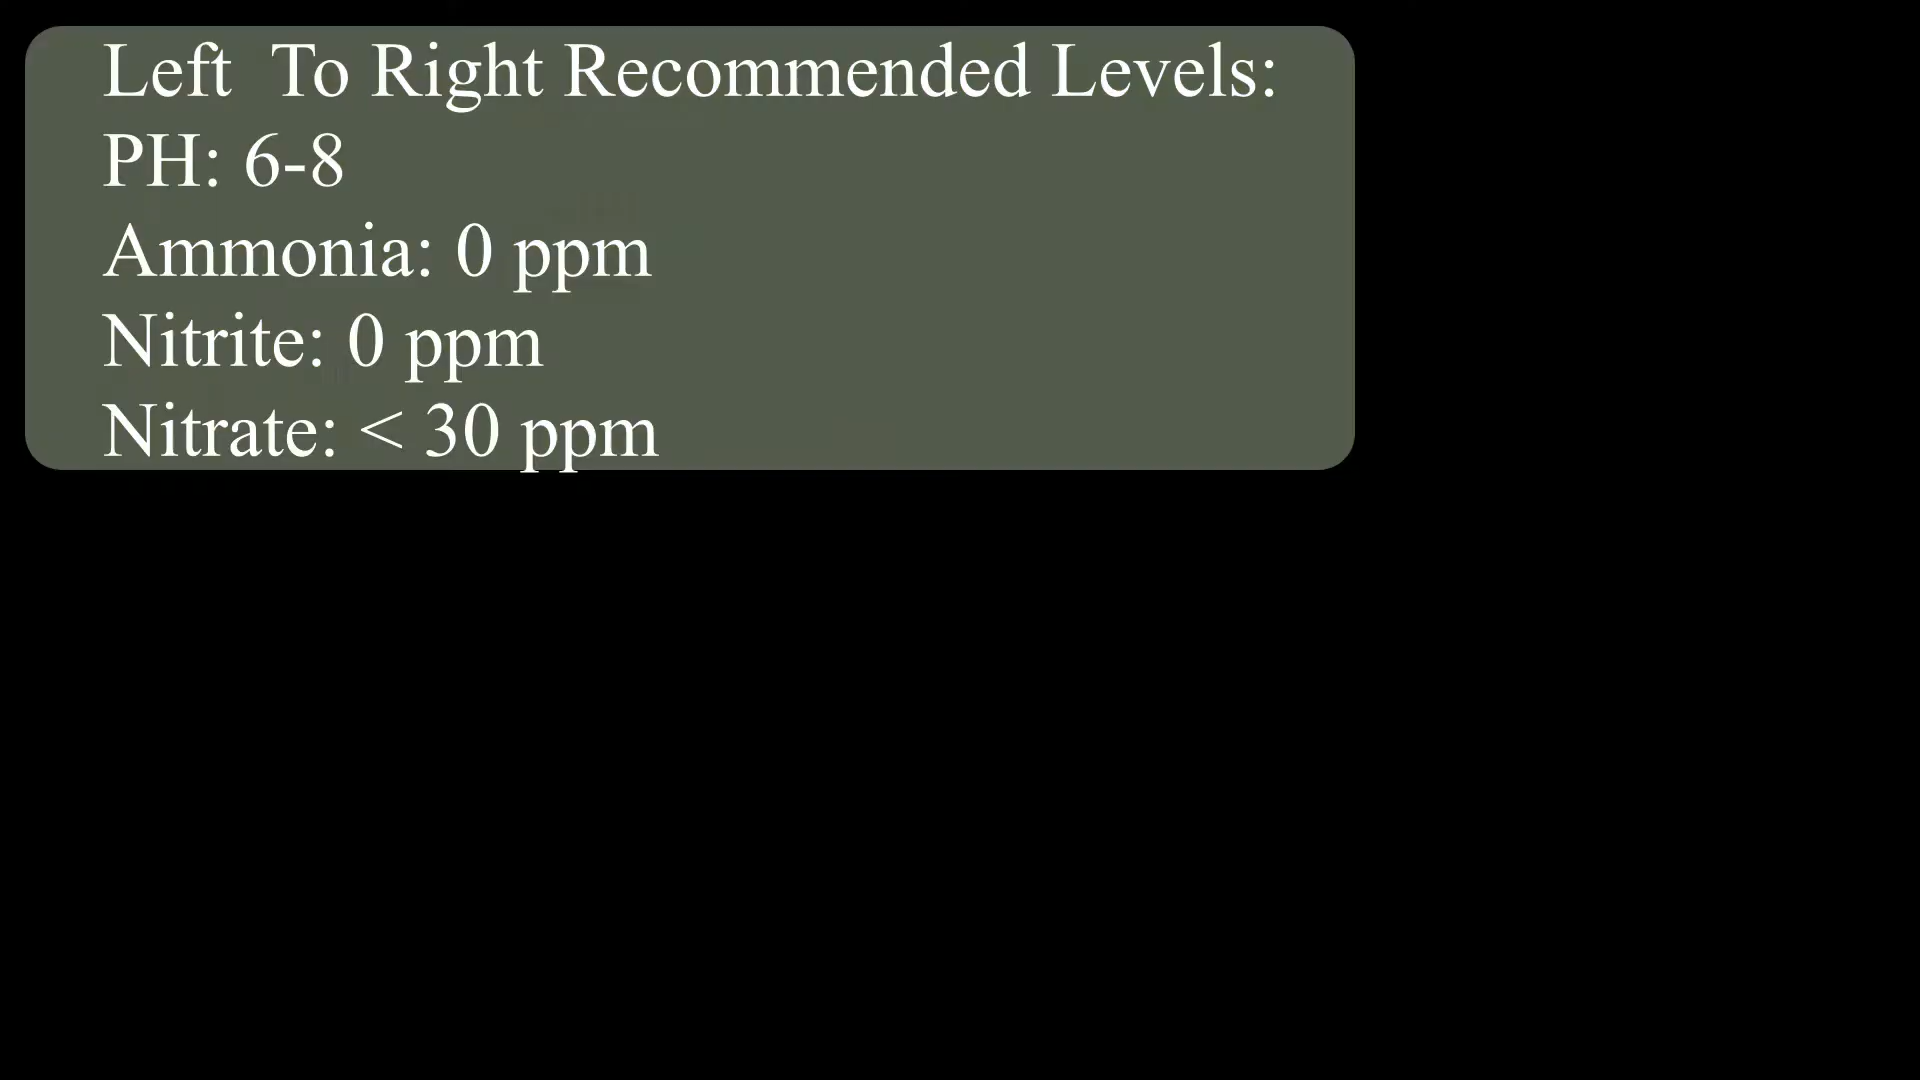 Left  To Right Recommended Levels:
PH: 6-8
Ammonia: 0 ppm
Nitrite: 0 ppm
Nitrate: < 30 ppm